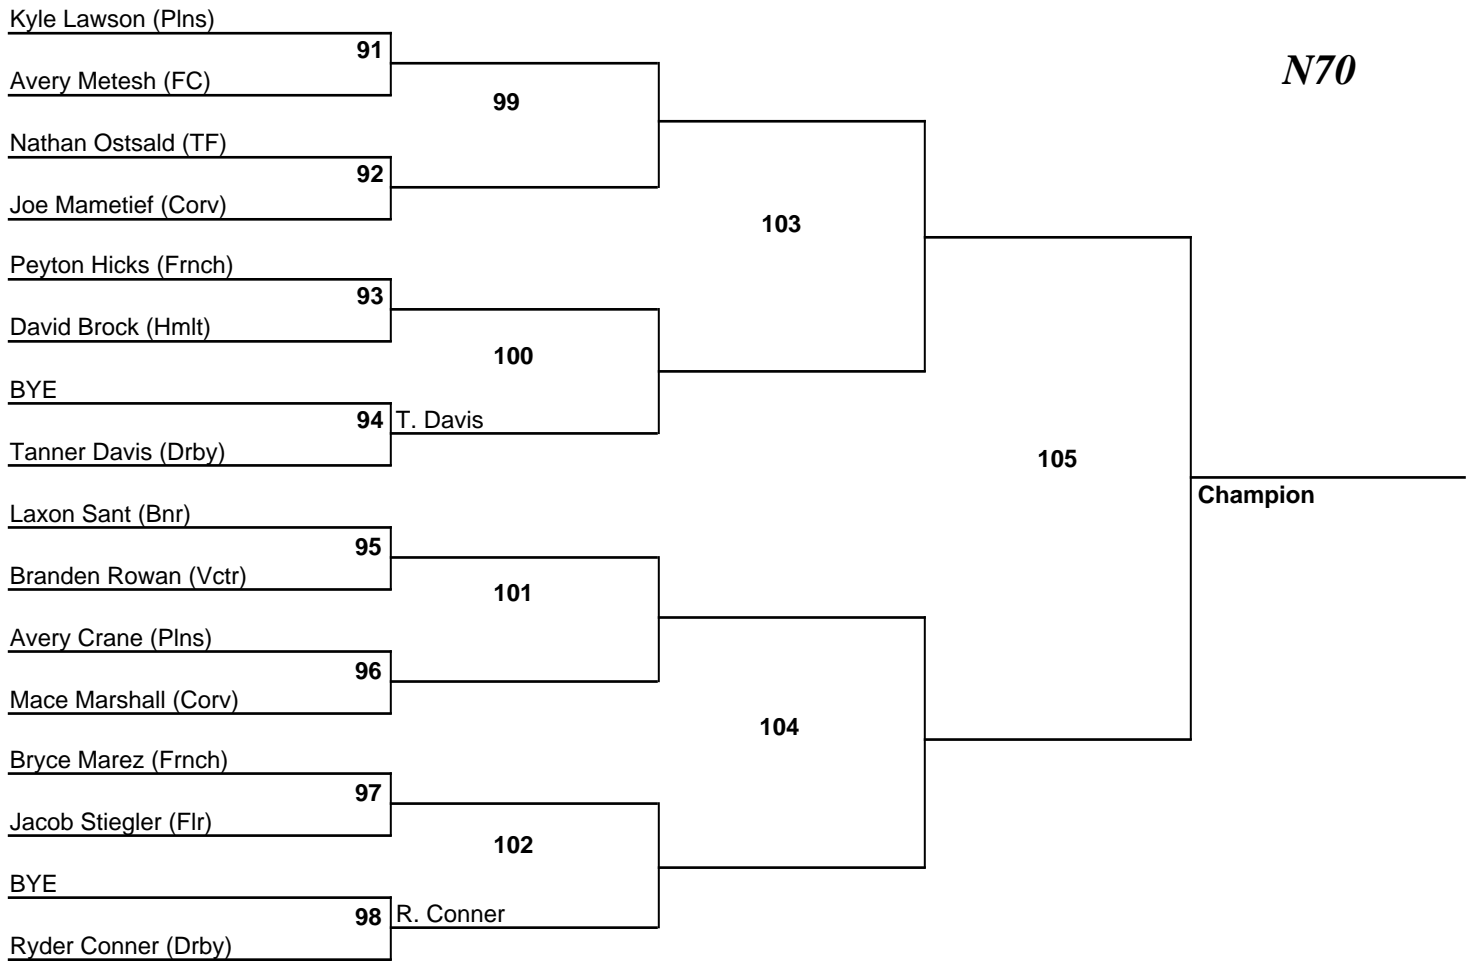 Kyle Lawson (Plns)
91
Avery Metesh (FC)
N70
99
Nathan Ostsald (TF)
92
Joe Mametief (Corv)
103
Peyton Hicks (Frnch)
93
David Brock (Hmlt)
100
BYE
94 T. Davis
Tanner Davis (Drby)
105
Champion
Laxon Sant (Bnr)
95
Branden Rowan (Vctr)
101
Avery Crane (Plns)
96
Mace Marshall (Corv)
104
Bryce Marez (Frnch)
97
Jacob Stiegler (Flr)
102
BYE
98 R. Conner
Ryder Conner (Drby)